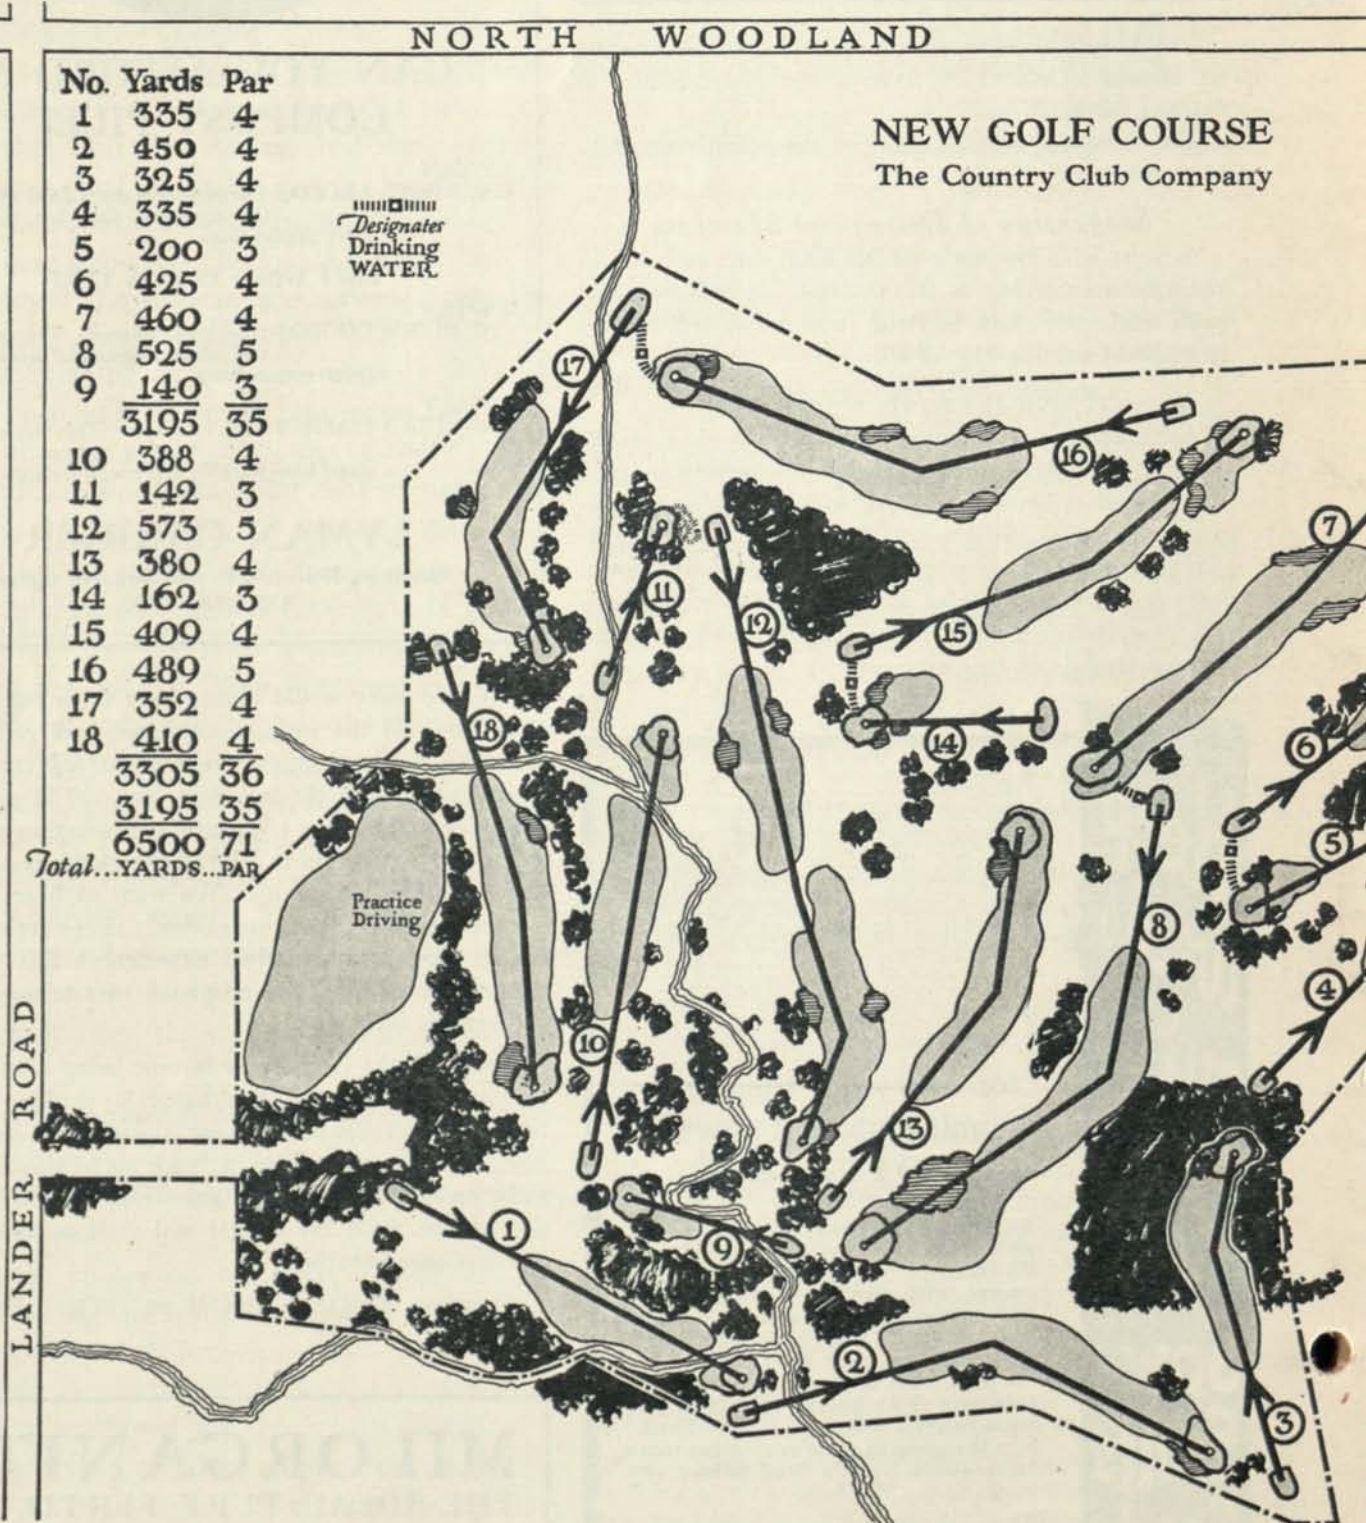 NORTH WOODLAND
No. Yards Par
1 335 4
2 450 4
3 325 4
4 335 4
5 200 3
6 425 4
7 460 4
8 525 5
9 140 3
3195 35
10 388 4
11 142 3
12 573 5
13 380 4
14 162 3
15 409 4
16 489 5
17 352 4
18 410 4
3305 36
3195 35
6500 71
Total...YARDS...PAR
Designates
Drinking
WATER
NEW GOLF COURSE
The Country Club Company
17
16
7
11
12
15
18
14
6
5
Practice
Driving
8
4
10
13
1
9
2
3
LANDER ROAD